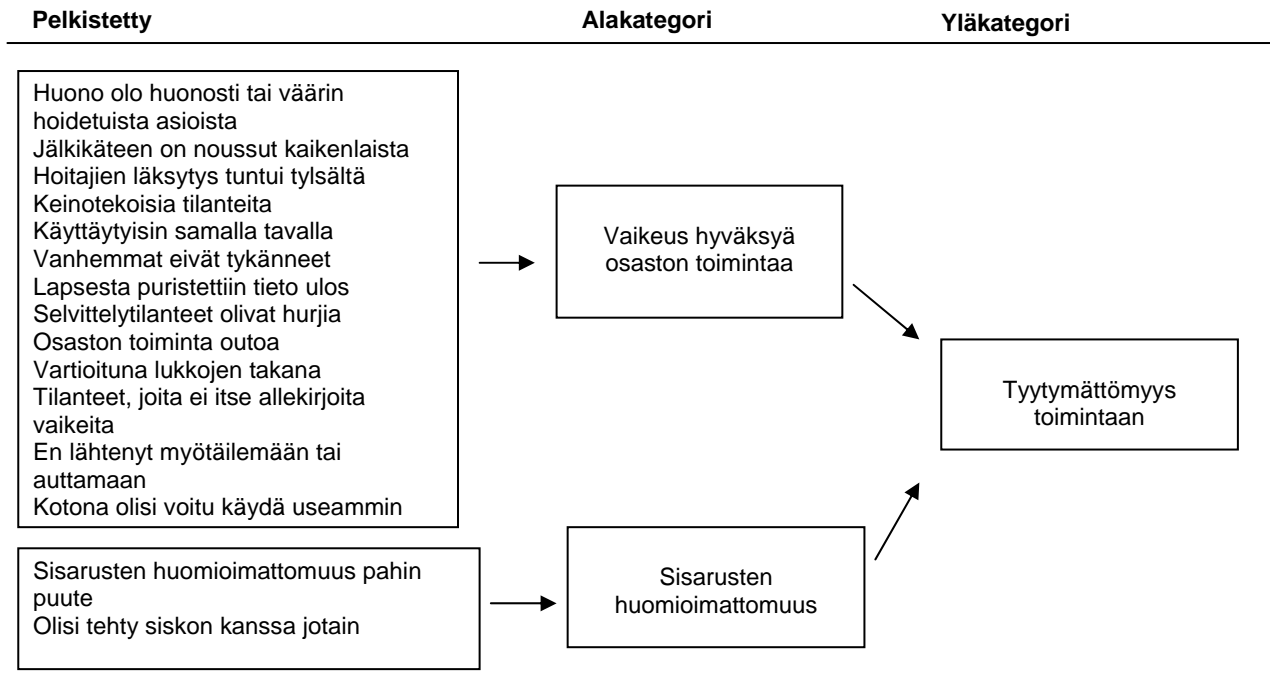 Pelkistetty Alakategori Yläkategori
Huono olo huonosti tai väärin
hoidetuista asioista
Jälkikäteen on noussut kaikenlaista
Hoitajien läksytys tuntui tylsältä
Keinotekoisia tilanteita
Käyttäytyisin samalla tavalla
Vanhemmat eivät tykänneet
Lapsesta puristettiin tieto ulos
Selvittelytilanteet olivat hurjia
Osaston toiminta outoa
Vartioituna lukkojen takana
Tilanteet, joita ei itse allekirjoita
vaikeita
En lähtenyt myötäilemään tai
auttamaan
Kotona olisi voitu käydä useammin
Vaikeus hyväksyä
osaston toimintaa
Tyytymättömyys
toimintaan
Sisarusten huomioimattomuus pahin
puute
Olisi tehty siskon kanssa jotain
Sisarusten
huomioimattomuus